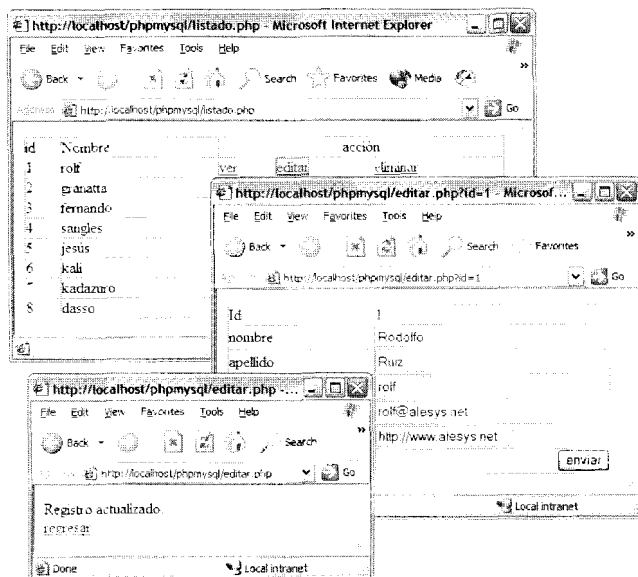 http://localhost/phpmysql/listado.php - Microsoft Internet Explorer
File Edit View Favorites Tools Help
Back Search Favorites Media
Address http://localhost/phpmysql/listado.php Go
id Nombre acción
1 rolf ver editar eliminar
2 granatta
3 fernando
4 sangles
5 jesús
6 kali
7 kadazuro
8 dasso
http://localhost/phpmysql/editar.php?id=1 - Microsof...
File Edit View Favorites Tools Help
Back Search Favorites
http://localhost/phpmysql/editar.php?id=1 Go
Id 1
nombre Rodolfo
apellido Ruiz
rolf
rolf@alesys.net
http://www.alesys.net
enviar
Local intranet
http://localhost/phpmysql/editar.php -...
File Edit View Favorites Tools Help
Back Search
http://localhost/phpmysql/editar.php Go
Registro actualizado.
regresar
Done Local intranet